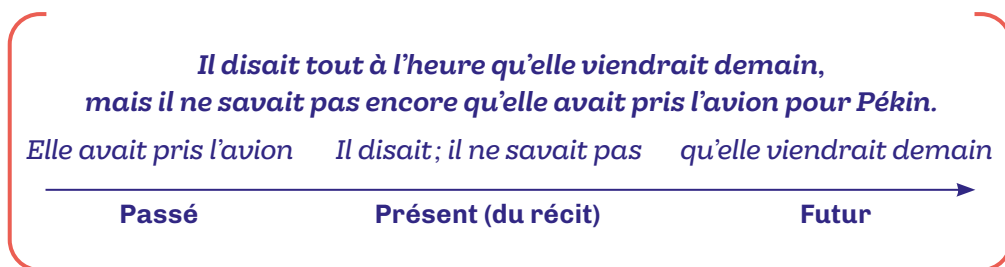 Il disait tout à l’heure qu’elle viendrait demain,
mais il ne savait pas encore qu’elle avait pris l’avion pour Pékin.
Elle avait pris l’avion Il disait ; il ne savait pas qu’elle viendrait demain
Passé Présent (du récit) Futur